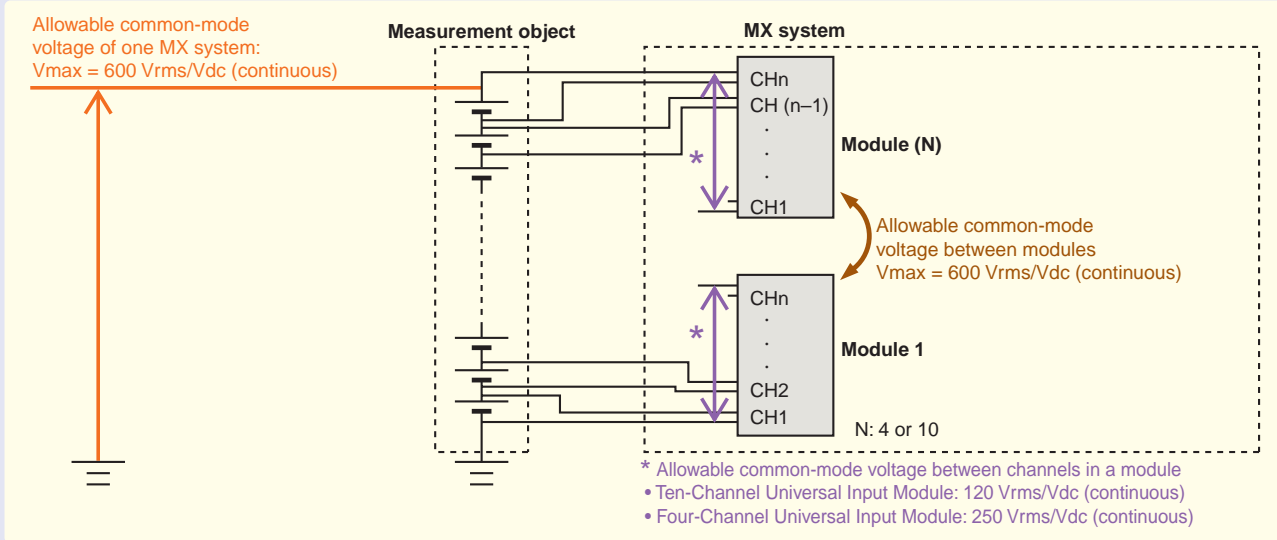 Allowable common-mode
voltage of one MX system:
Vmax = 600 Vrms/Vdc (continuous)
Measurement object
MX system
CHn
CH (n–1)
.
.
.
CH1
Module (N)
*
Allowable common-mode
voltage between modules
Vmax = 600 Vrms/Vdc (continuous)
CHn
.
.
.
CH2
CH1
*
Module 1
N: 4 or 10
* Allowable common-mode voltage between channels in a module
• Ten-Channel Universal Input Module: 120 Vrms/Vdc (continuous)
• Four-Channel Universal Input Module: 250 Vrms/Vdc (continuous)